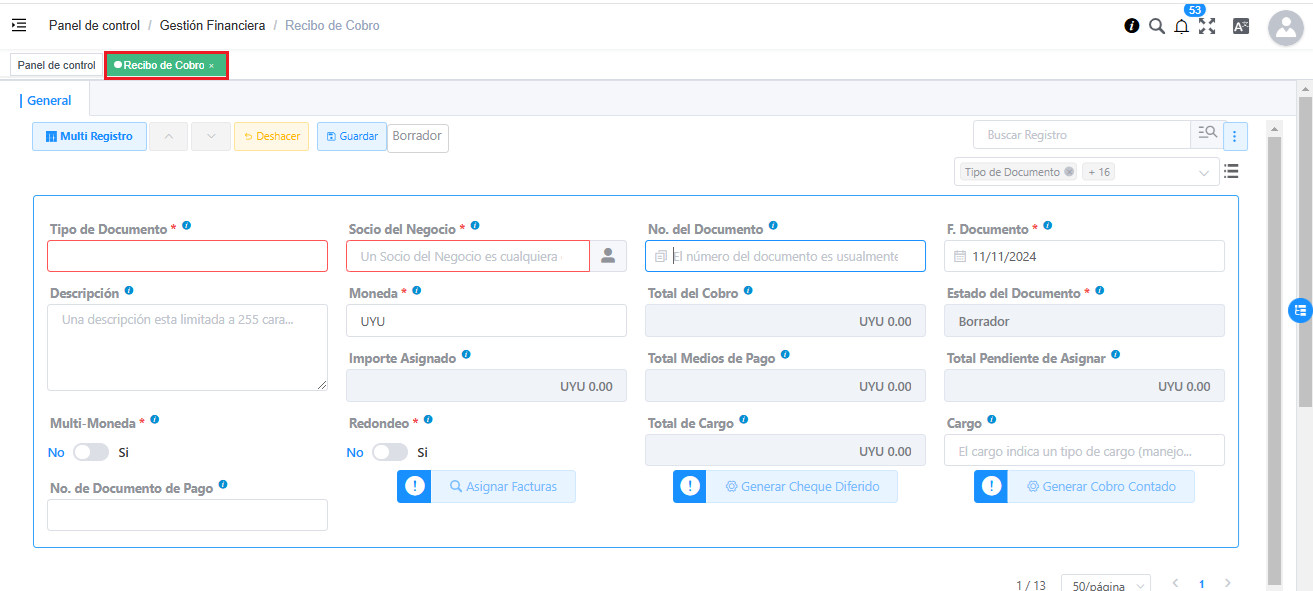 Panel de control / Gestión Financiera / Recibo de Cobro
53
Panel de control
Recibo de Cobro ×
General
Multi Registro
Deshacer
Guardar
Borrador
Buscar Registro
Tipo de Documento
+ 16
Tipo de Documento * Socio del Negocio * No. del Documento F. Documento *
Un Socio del Negocio es cualquiera El número del documento es usualmente 11/11/2024
Descripción Moneda * Total del Cobro Estado del Documento *
Una descripción esta limitada a 255 cara... UYU UYU 0.00 Borrador
Importe Asignado Total Medios de Pago Total Pendiente de Asignar
UYU 0.00 UYU 0.00 UYU 0.00
Multi-Moneda * Redondeo * Total de Cargo Cargo
No Si No Si UYU 0.00 El cargo indica un tipo de cargo (manejo...
No. de Documento de Pago Asignar Facturas Generar Cheque Diferido Generar Cobro Contado
1 / 13 50/página 1